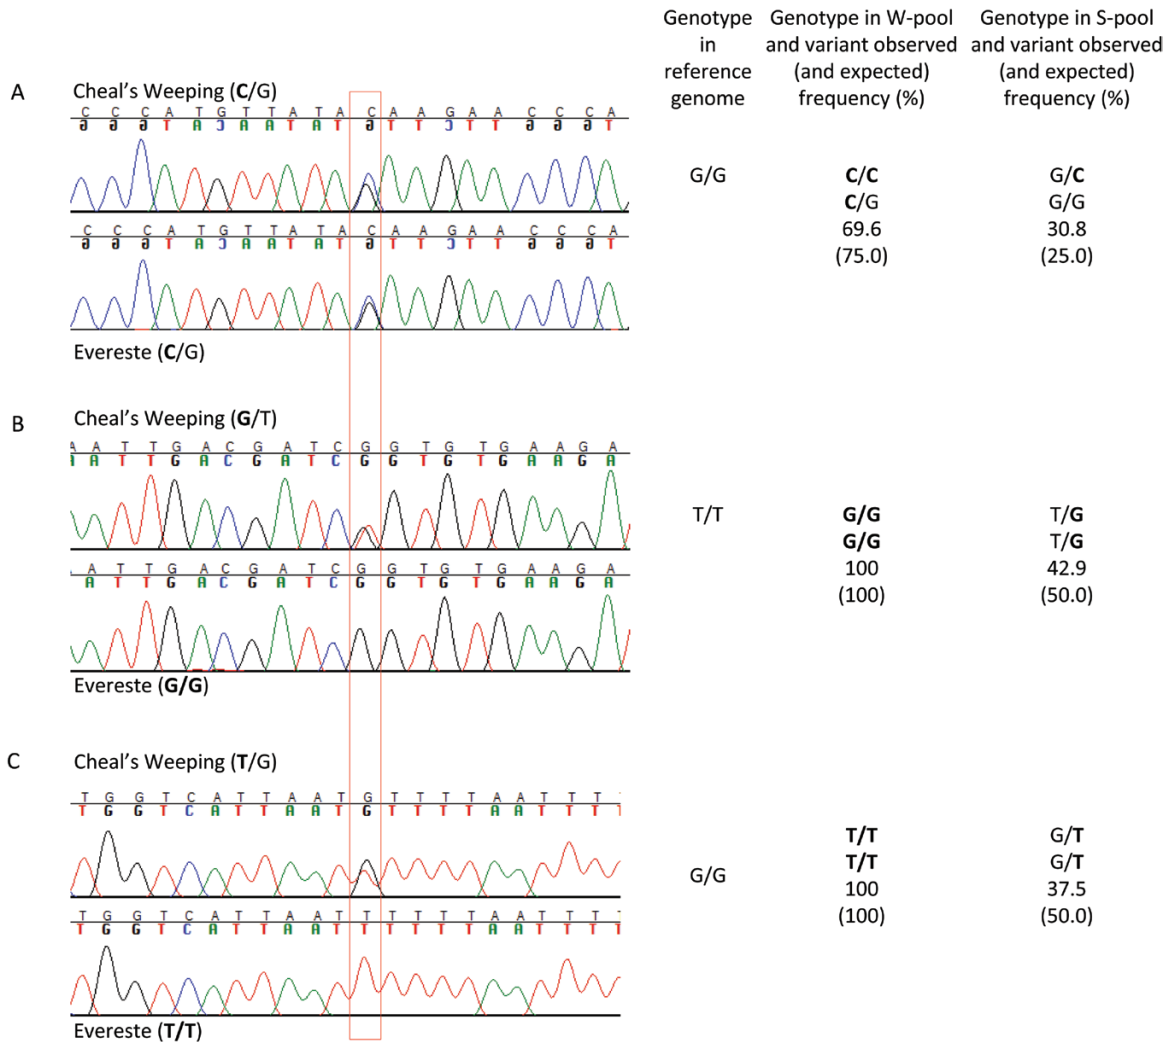 Genotype in reference genome
Genotype in W-pool and variant observed (and expected) frequency (%)
Genotype in S-pool and variant observed (and expected) frequency (%)
A
Cheal's Weeping (C/G)
C C C A T G T T A T A C A A G A A C C C A
G G G T A C A A T A T G T T C T T G G G T
C C C A T G T T A T A C A A G A A C C C A
G G G T A C A A T A T G T T C T T G G G T
Evereste (C/G)
G/G
C/C
C/G
69.6
(75.0)
G/C
G/G
30.8
(25.0)
B
Cheal's Weeping (G/T)
A A T T G A C G A T C G G T G T G A A G A
A A T T G A C G A T C G G T G T G A A G A
A T T G A C G A T C G G T G T G A A G A
A T T G A C G A T C G G T G T G A A G A
Evereste (G/G)
T/T
G/G
G/G
100
(100)
T/G
T/G
42.9
(50.0)
C
Cheal's Weeping (T/G)
T G G T C A T T A A T G T T T T A A T T T
T G G T C A T T A A T G T T T T A A T T T
T G G T C A T T A A T T T T T T A A T T T
T G G T C A T T A A T T T T T T A A T T T
Evereste (T/T)
G/G
T/T
T/T
100
(100)
G/T
G/T
37.5
(50.0)